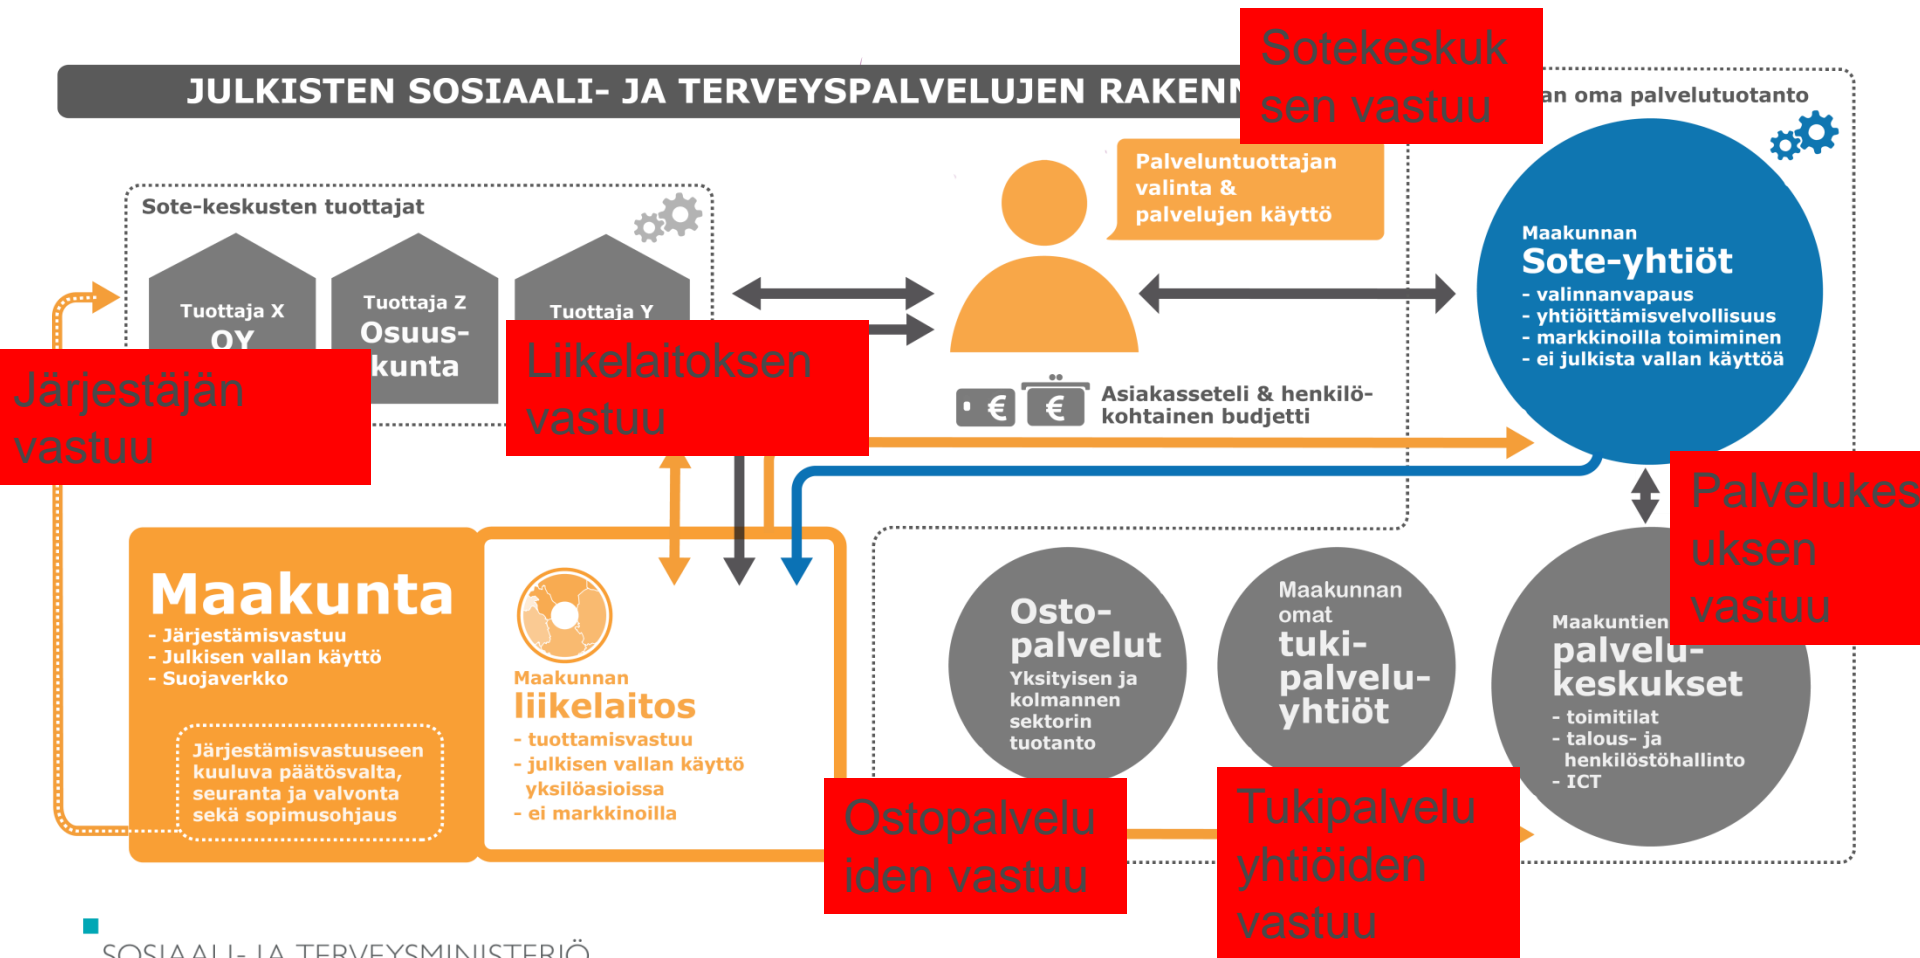 JULKISTEN SOSIAALI- JA TERVEYSPALVELUJEN
Sotekeskuk
sen vastuu
oma palvelutuotanto
Sote-keskusten tuottajat
Tuottaja X
OY
Tuottaja Z
Osuus-
kunta
Tuottaja Y
Järjestäjän
vastuu
Liikelaitoksen
vastuu
Palveluntuottajan
valinta &
palvelujen käyttö
Asiakasseteli & henkilö-
kohtainen budjetti
Maakunnan
Sote-yhtiöt
- valinnanvapaus
- yhtiöittämisvelvollisuus
- markkinoilla toimiminen
- ei julkista vallan käyttöä
Palvelukes
uksen
vastuu
Maakunta
- Järjestämisvastuu
- Julkisen vallan käyttö
- Suojaverkko
Järjestämisvastuuseen
kuuluva päätösvalta,
seuranta ja valvonta
sekä sopimusohjaus
Maakunnan
liikelaitos
- tuottamisvastuu
- julkisen vallan käyttö
yksilöasioissa
- ei markkinoilla
Osto-
palvelut
Yksityisen ja
kolmannen
sektorin
tuotanto
Maakunnan
omat
tuki-
palvelu-
yhtiöt
Maakuntien
palvelu-
keskukset
- toimitilat
- talous- ja
henkilöstöhallinto
- ICT
Ostopalvelu
iden vastuu
Tukipalvelu
yhtiöiden
vastuu
SOSIAALI- JA TERVEYSMINISTERIÖ